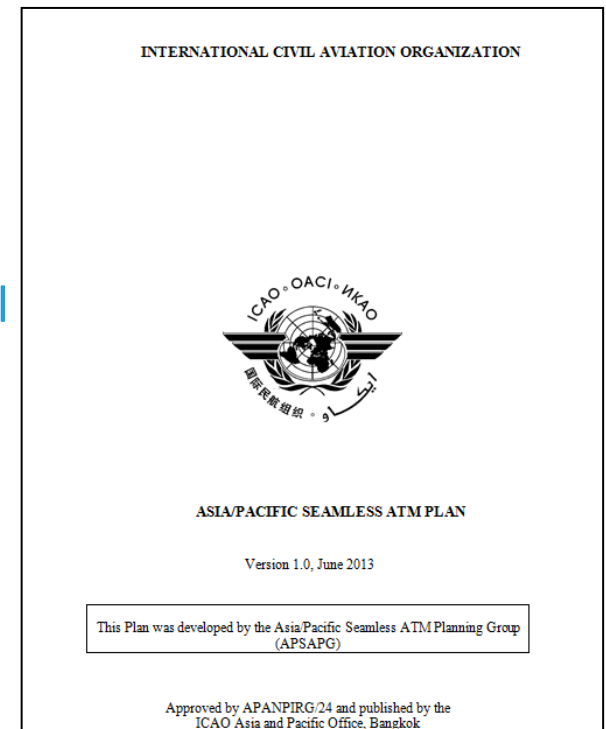 INTERNATIONAL CIVIL AVIATION ORGANIZATION
ICAO ◦ OACI ◦ ИКАО
国际民航组织 ◦ ايكاو
ASIA/PACIFIC SEAMLESS ATM PLAN
Version 1.0, June 2013
This Plan was developed by the Asia/Pacific Seamless ATM Planning Group
(APSAPG)
Approved by APANPIRG/24 and published by the
ICAO Asia and Pacific Office, Bangkok